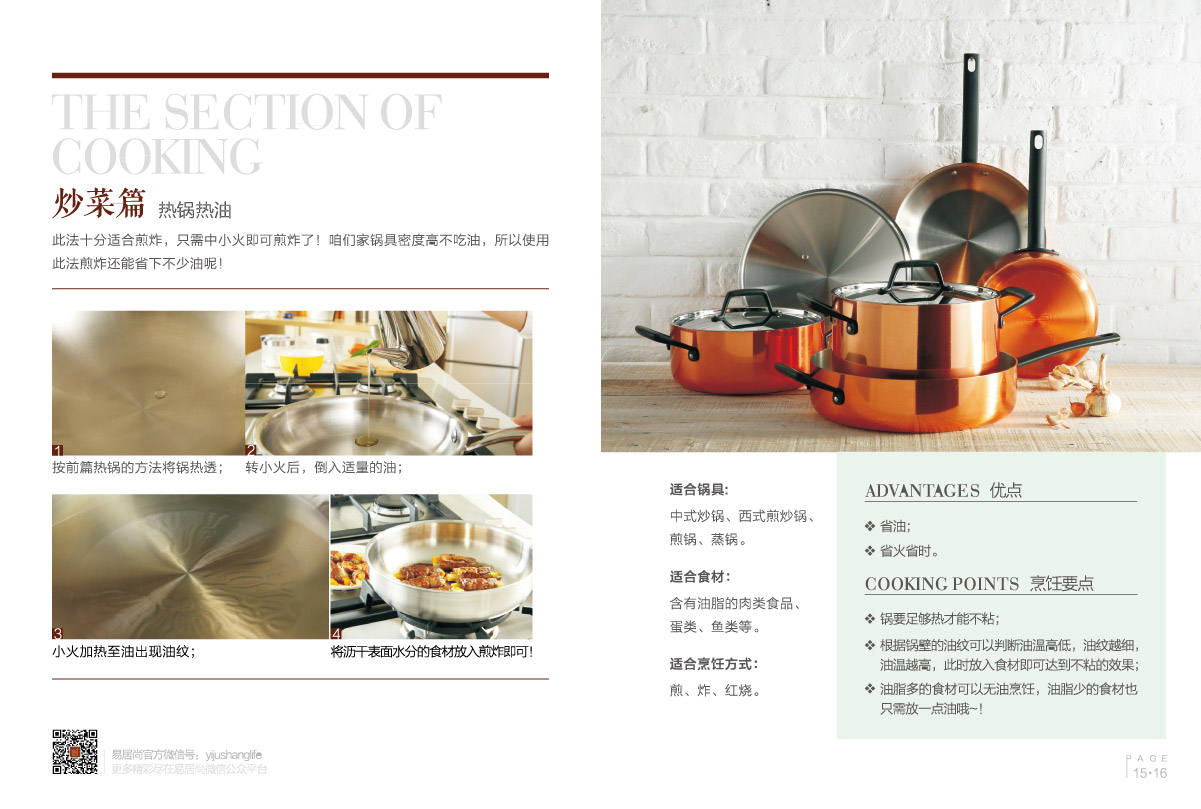 THE SECTION OF
COOKING
炒菜篇 热锅热油
此法十分适合煎炸，只需中小火即可煎炸了！咱们家锅具密度高不吃油，所以使用
此法煎炸还能省下不少油呢！
1
按前篇热锅的方法将锅热透；
2
转小火后，倒入适量的油；
3
小火加热至油出现油纹；
4
将沥干表面水分的食材放入煎炸即可！
易居尚官方微信号：yijushanglife
更多精彩尽在易居尚微信公众平台
适合锅具：
中式炒锅、西式煎炒锅、
煎锅、蒸锅。
适合食材：
含有油脂的肉类食品、
蛋类、鱼类等。
适合烹饪方式：
煎、炸、红烧。
ADVANTAGES 优点
❖ 省油；
❖ 省火省时。
COOKING POINTS 烹饪要点
❖ 锅要足够热才能不粘；
❖ 根据锅壁的油纹可以判断油温高低，油纹越细，
油温越高，此时放入食材即可达到不粘的效果；
❖ 油脂多的食材可以无油烹饪，油脂少的食材也
只需放一点油哦~！
PAGE
15·16